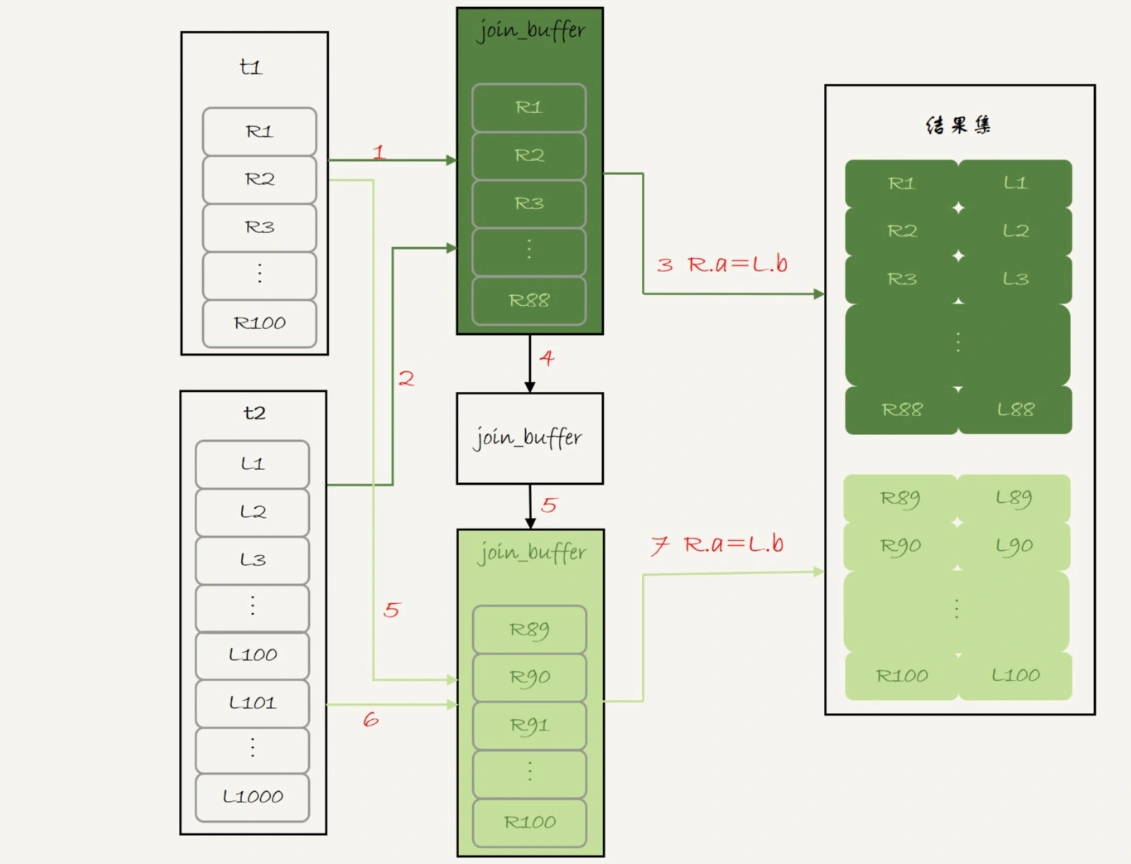 t1
R1
R2
R3
⋮
R100
t2
L1
L2
L3
⋮
L100
L101
⋮
L1000
1
2
5
6
join_buffer
R1
R2
R3
⋮
R88
4
join_buffer
5
join_buffer
R89
R90
R91
⋮
R100
3 R.a=L.b
7 R.a=L.b
结果集
R1 L1
R2 L2
R3 L3
⋮
R88 L88
R89 L89
R90 L90
⋮
R100 L100